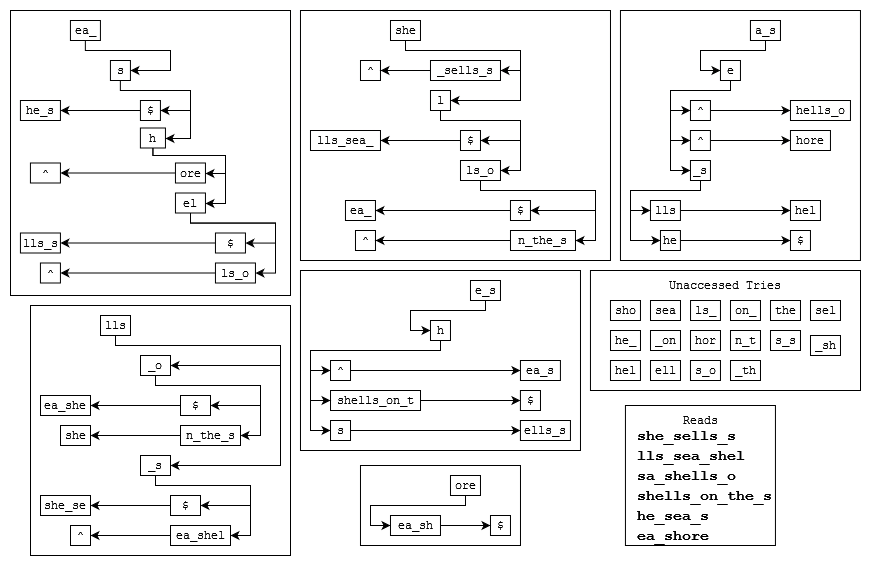 ea_
s
he_s
$
h
^
ore
el
lls_s
$
^
ls_o
she
^
_sells_s
l
lls_sea_
$
ls_o
ea_
$
^
n_the_s
a_s
e
^
hells_o
^
hore
_s
lls
hel
he
$
lls
_o
ea_she
$
she
n_the_s
_s
she_se
$
^
ea_shel
e_s
h
^
ea_s
shells_on_t
$
s
ells_s
ore
ea_sh
$
Unaccessed Tries
sho sea ls_ on_ the sel
he_ _on hor n_t s_s _sh
hel ell s_o _th
Reads
she_sells_s
lls_sea_shel
sa_shells_o
shells_on_the_s
he_sea_s
ea_shore